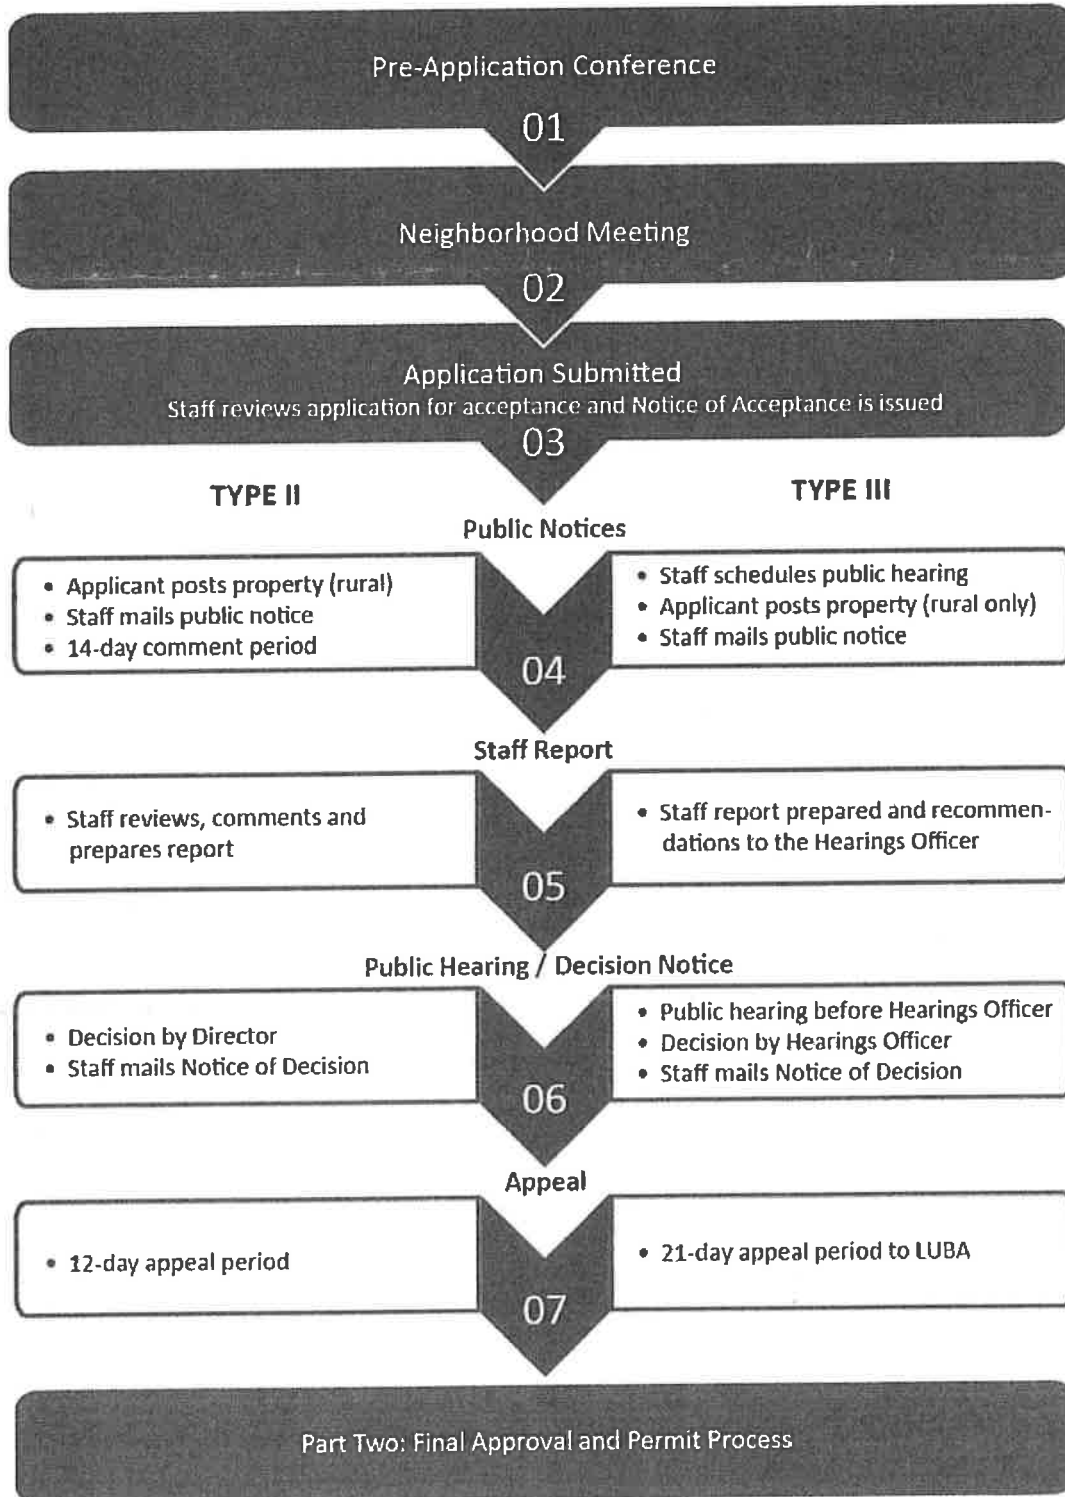 Pre-Application Conference
01
Neighborhood Meeting
02
Application Submitted
Staff reviews application for acceptance and Notice of Acceptance is issued
03
TYPE II
TYPE III
Public Notices
• Applicant posts property (rural)
• Staff mails public notice
• 14-day comment period
• Staff schedules public hearing
• Applicant posts property (rural only)
• Staff mails public notice
04
Staff Report
• Staff reviews, comments and
prepares report
• Staff report prepared and recommen-
dations to the Hearings Officer
05
Public Hearing / Decision Notice
• Decision by Director
• Staff mails Notice of Decision
• Public hearing before Hearings Officer
• Decision by Hearings Officer
• Staff mails Notice of Decision
06
Appeal
• 12-day appeal period
• 21-day appeal period to LUBA
07
Part Two: Final Approval and Permit Process